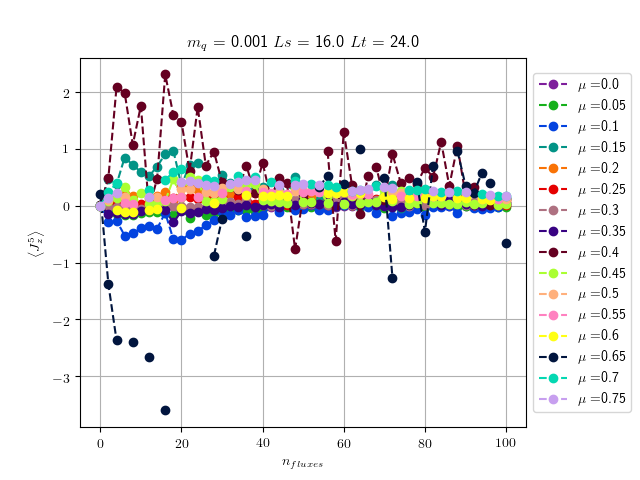 m_q = 0.001 Ls = 16.0 Lt = 24.0
⟨J_z^5⟩
2
1
0
−1
−2
−3
0 20 40 60 80 100
n_{fluxes}
μ =0.0
μ =0.05
μ =0.1
μ =0.15
μ =0.2
μ =0.25
μ =0.3
μ =0.35
μ =0.4
μ =0.45
μ =0.5
μ =0.55
μ =0.6
μ =0.65
μ =0.7
μ =0.75